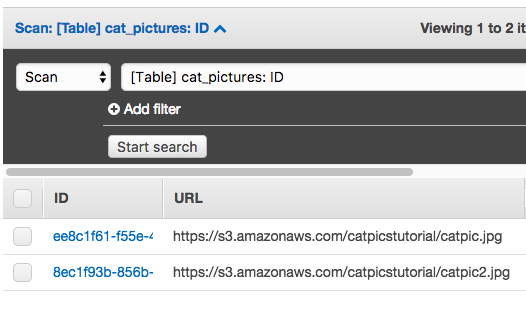 Scan: [Table] cat_pictures: ID
Viewing 1 to 2 it
Scan
[Table] cat_pictures: ID
Add filter
Start search
ID URL
ee8c1f61-f55e-4 https://s3.amazonaws.com/catpicstutorial/catpic.jpg
8ec1f93b-856b- https://s3.amazonaws.com/catpicstutorial/catpic2.jpg